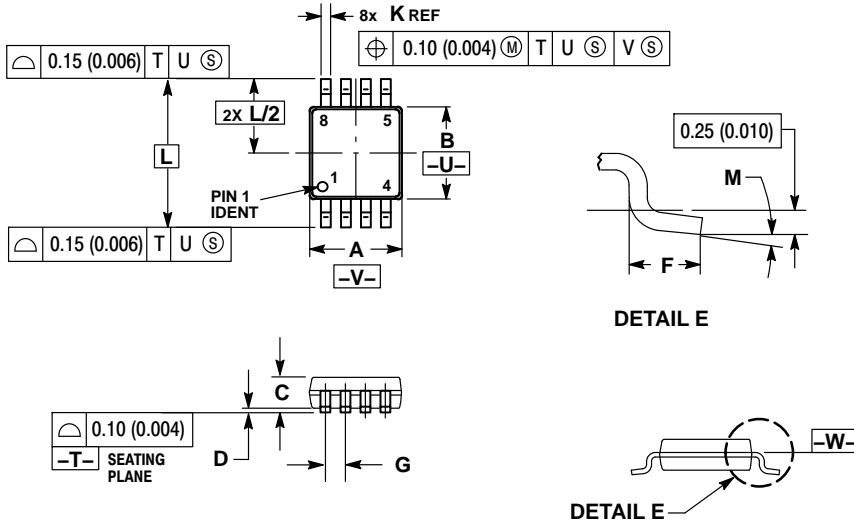 8x K REF
⌖ 0.10 (0.004) Ⓜ T U Ⓢ V Ⓢ
⌓ 0.15 (0.006) T U Ⓢ
2X L/2
8 5
B
–U–
L
PIN 1
IDENT
1 4
⌓ 0.15 (0.006) T U Ⓢ
A
–V–
0.25 (0.010)
M
F
DETAIL E
C
⌓ 0.10 (0.004)
–T– SEATING
PLANE
D
G
–W–
DETAIL E